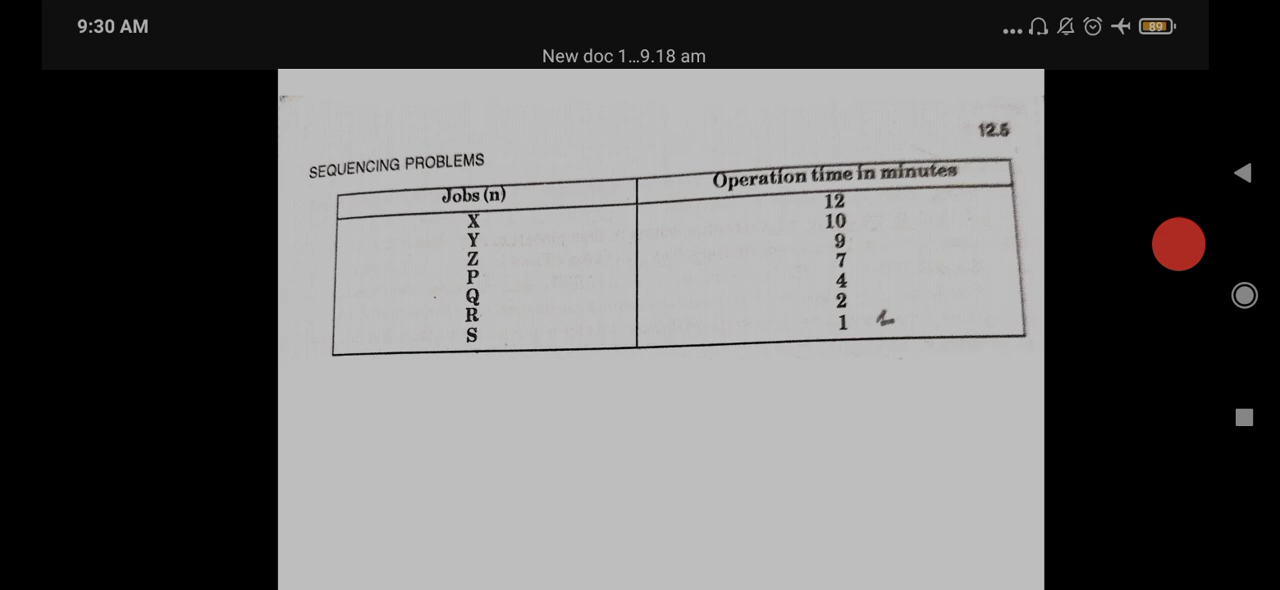 9:30 AM
89
New doc 1...9.18 am
12.5
SEQUENCING PROBLEMS
Jobs (n) Operation time in minutes
X 12
Y 10
Z 9
P 7
Q 4
R 2
S 1